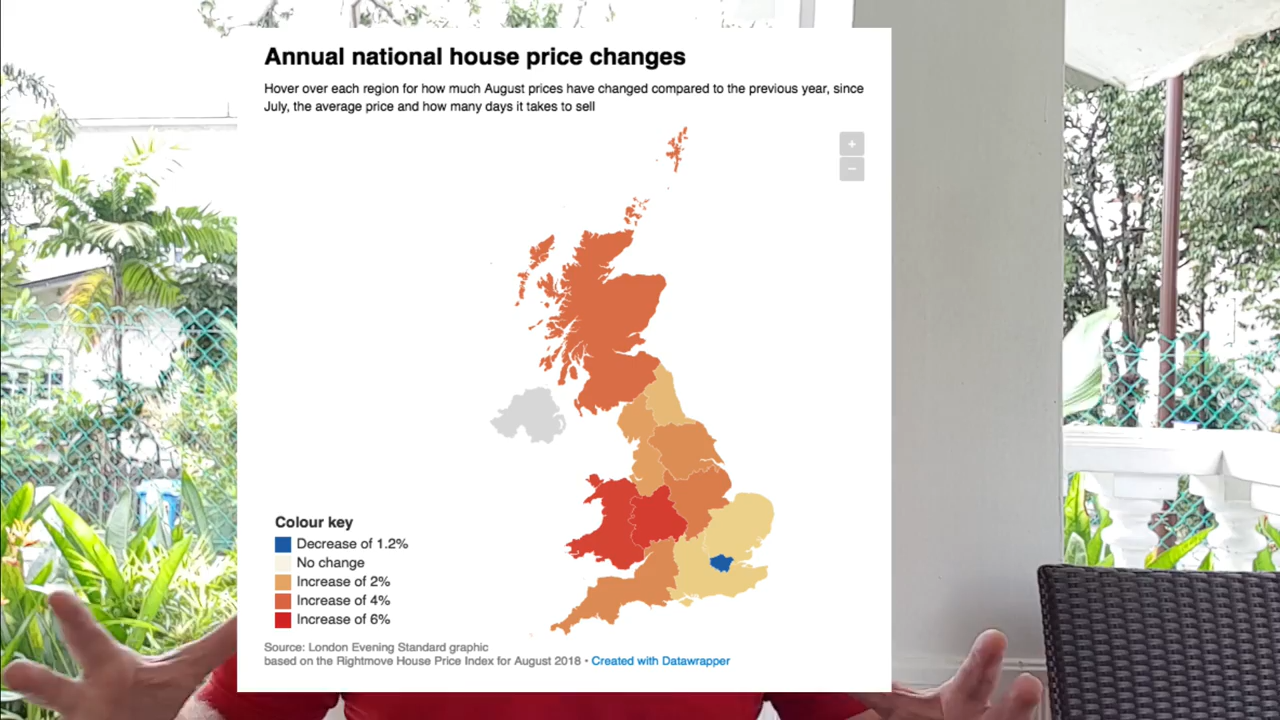 Annual national house price changes
Hover over each region for how much August prices have changed compared to the previous year, since
July, the average price and how many days it takes to sell
+
−
Colour key
Decrease of 1.2%
No change
Increase of 2%
Increase of 4%
Increase of 6%
Source: London Evening Standard graphic
based on the Rightmove House Price Index for August 2018 • Created with Datawrapper